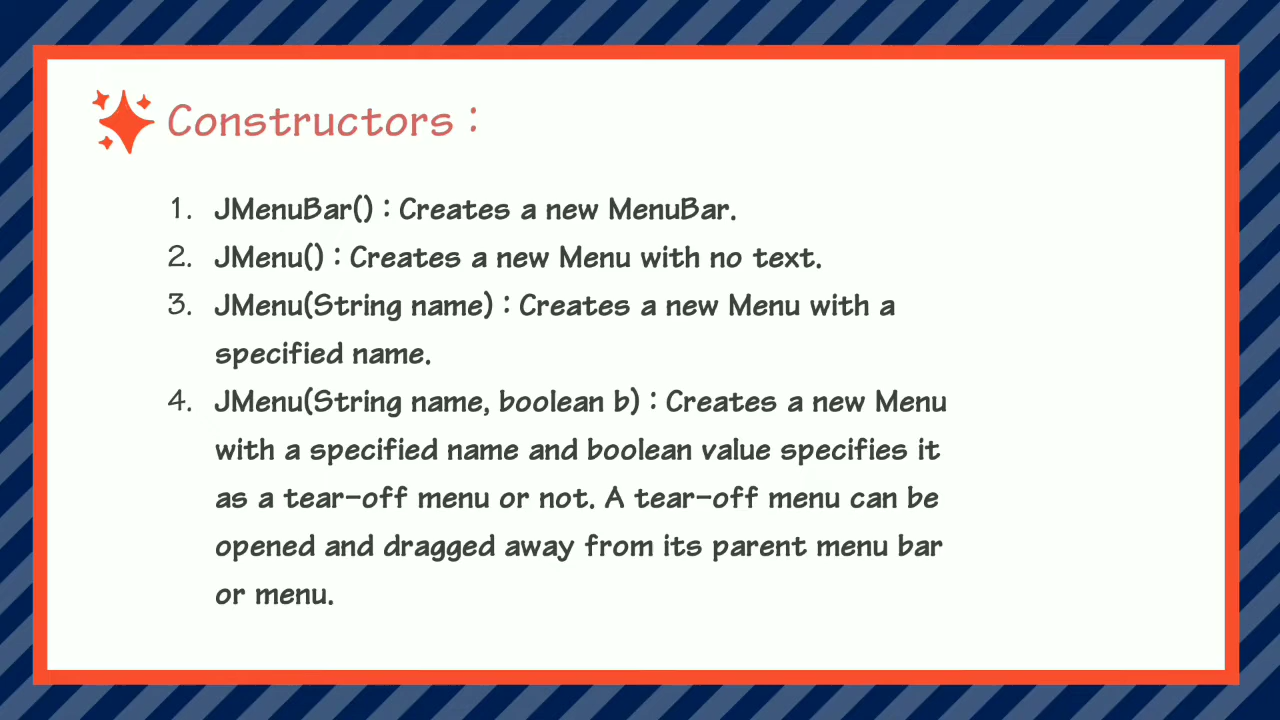 Constructors :
1. JMenuBar() : Creates a new MenuBar.
2. JMenu() : Creates a new Menu with no text.
3. JMenu(String name) : Creates a new Menu with a
specified name.
4. JMenu(String name, boolean b) : Creates a new Menu
with a specified name and boolean value specifies it
as a tear-off menu or not. A tear-off menu can be
opened and dragged away from its parent menu bar
or menu.